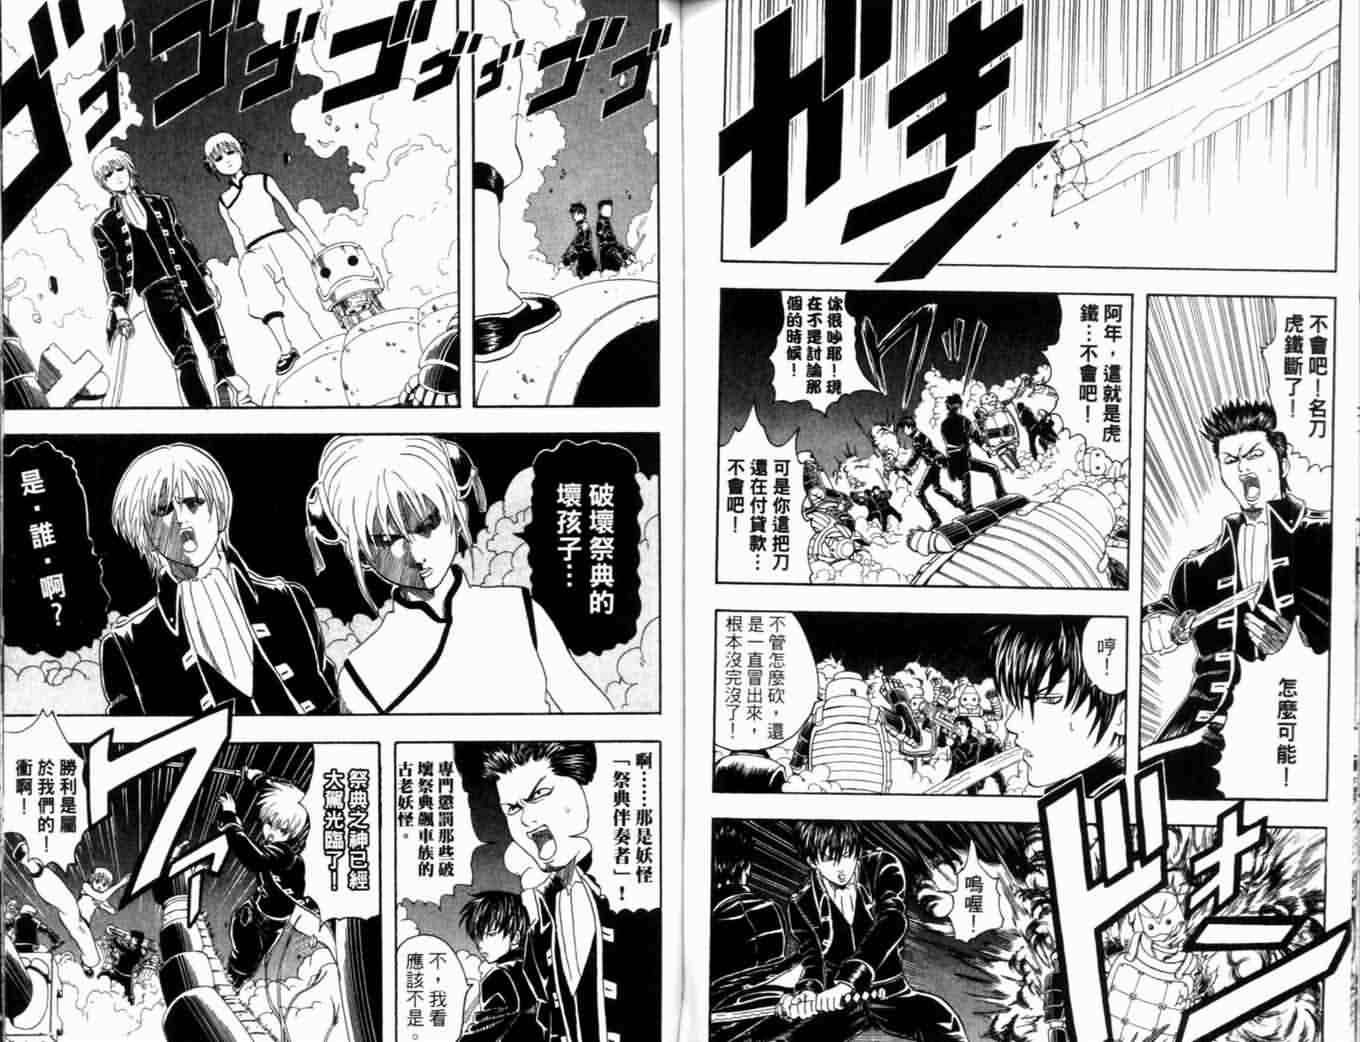 ガキーン
不會吧！名刀
虎鐵斷了！
怎麼可能！
阿年，這就是虎
鐵…不會吧！
ドドド
你很吵耶！現
在不是討論那
個的時候！
可是你這把刀
還在付貸款…
不會吧！
哼！
不管怎麼砍，還
是一直冒出來，
根本沒完沒了！
嗚喔！
ドオーン
ゴゴゴゴゴゴゴゴ
破壞祭典的
壞孩子…
是．誰．啊？
啊……那是妖怪
「祭典伴奏者」！
專門懲罰那些破
壞祭典飆車族的
古老妖怪。
不，我看
應該不是。
祭典之神已經
大駕光臨了！
勝利是屬
於我們的！
衝啊！
ワー